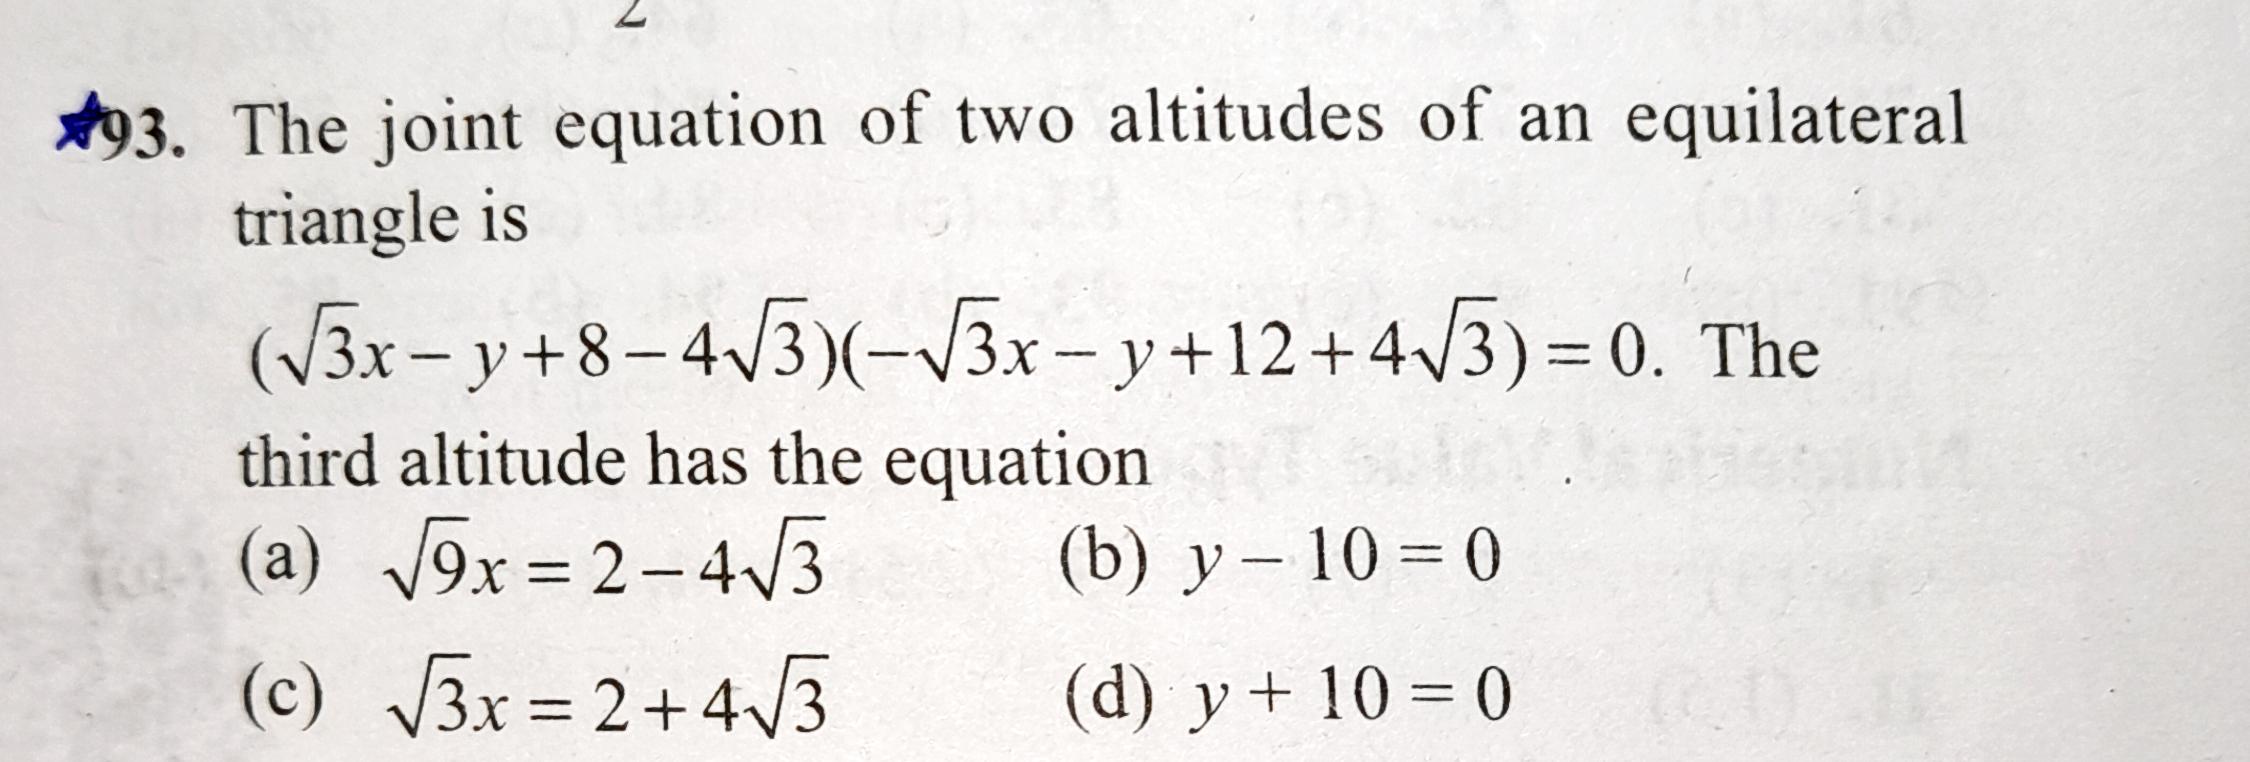 93. The joint equation of two altitudes of an equilateral
triangle is
(√3x – y + 8 – 4√3)(–√3x – y + 12 + 4√3) = 0. The
third altitude has the equation
(a) √9x = 2 – 4√3 (b) y – 10 = 0
(c) √3x = 2 + 4√3 (d) y + 10 = 0